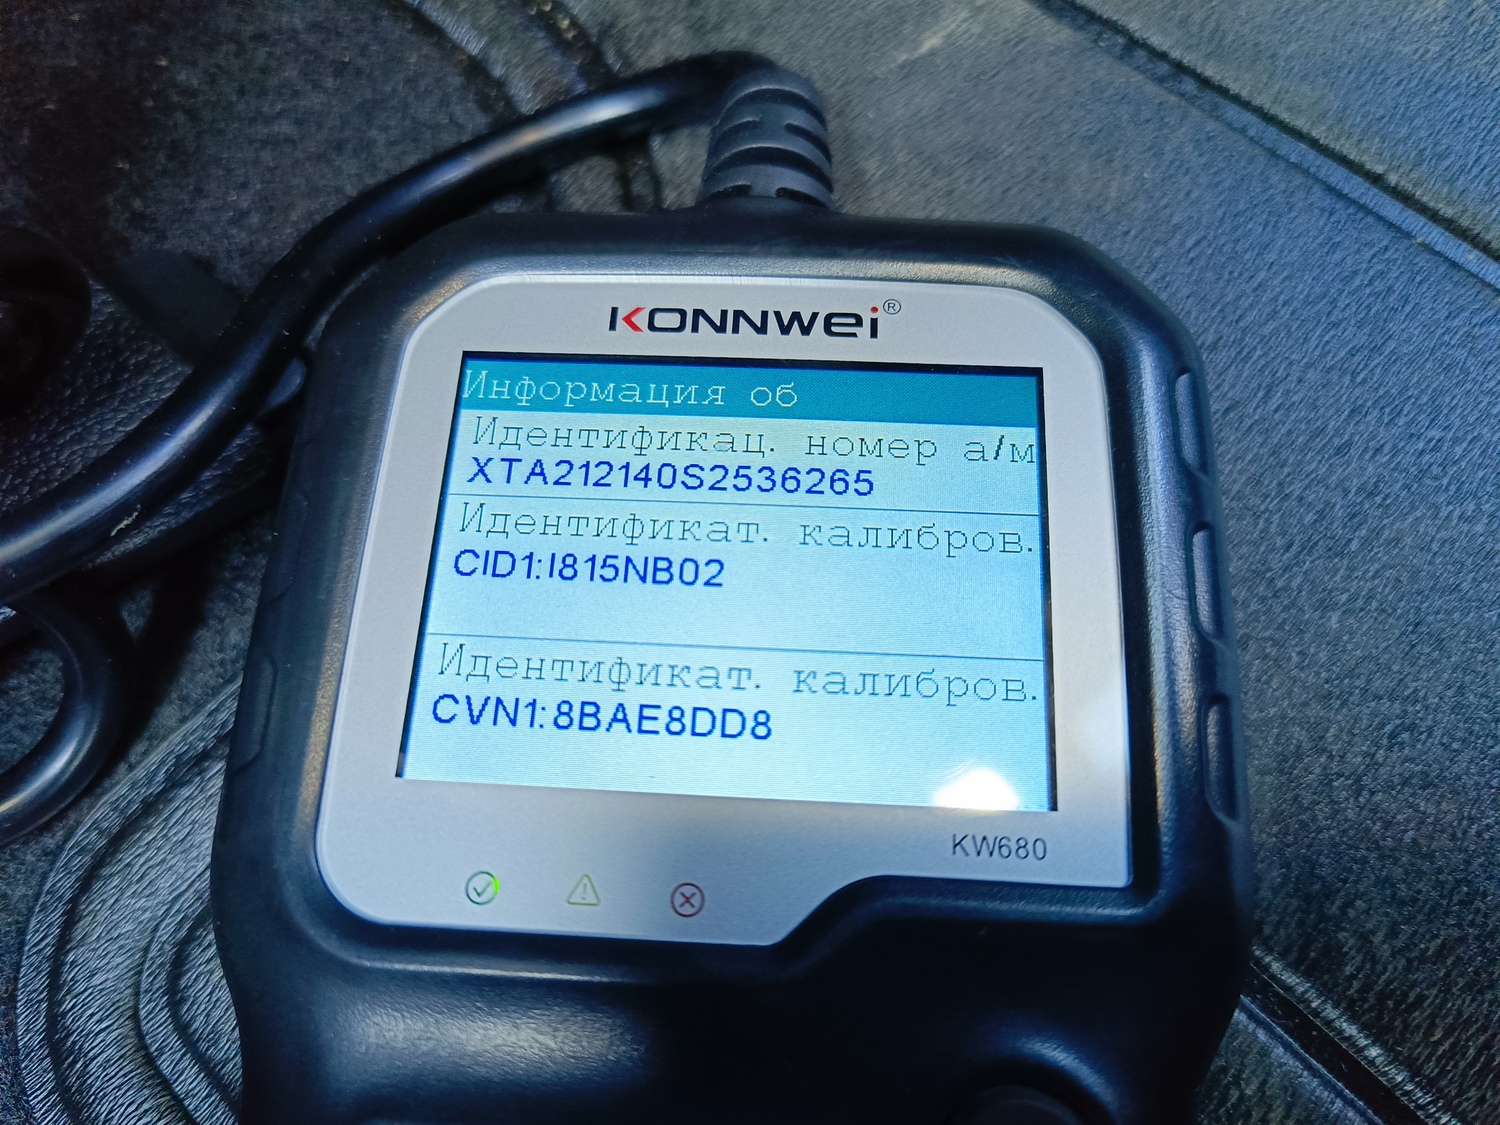 KONNWEI®
Информация об
Идентификац. номер а/м
XTA212140S2536265
Идентификат. калибров.
CID1:I815NB02
Идентификат. калибров.
CVN1:8BAE8DD8
KW680